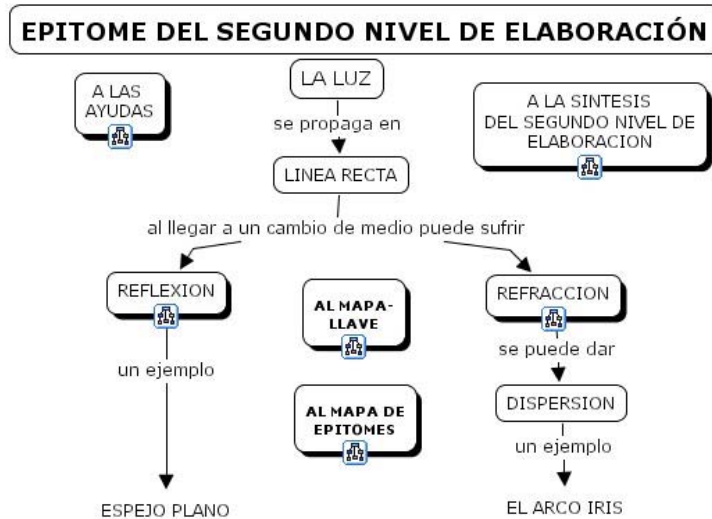 EPITOME DEL SEGUNDO NIVEL DE ELABORACIÓN
LA LUZ
A LAS
AYUDAS
A LA SINTESIS
DEL SEGUNDO NIVEL DE
ELABORACION
se propaga en
LINEA RECTA
al llegar a un cambio de medio puede sufrir
REFLEXION
AL MAPA-
LLAVE
REFRACCION
se puede dar
un ejemplo
DISPERSION
AL MAPA DE
EPITOMES
un ejemplo
ESPEJO PLANO
EL ARCO IRIS